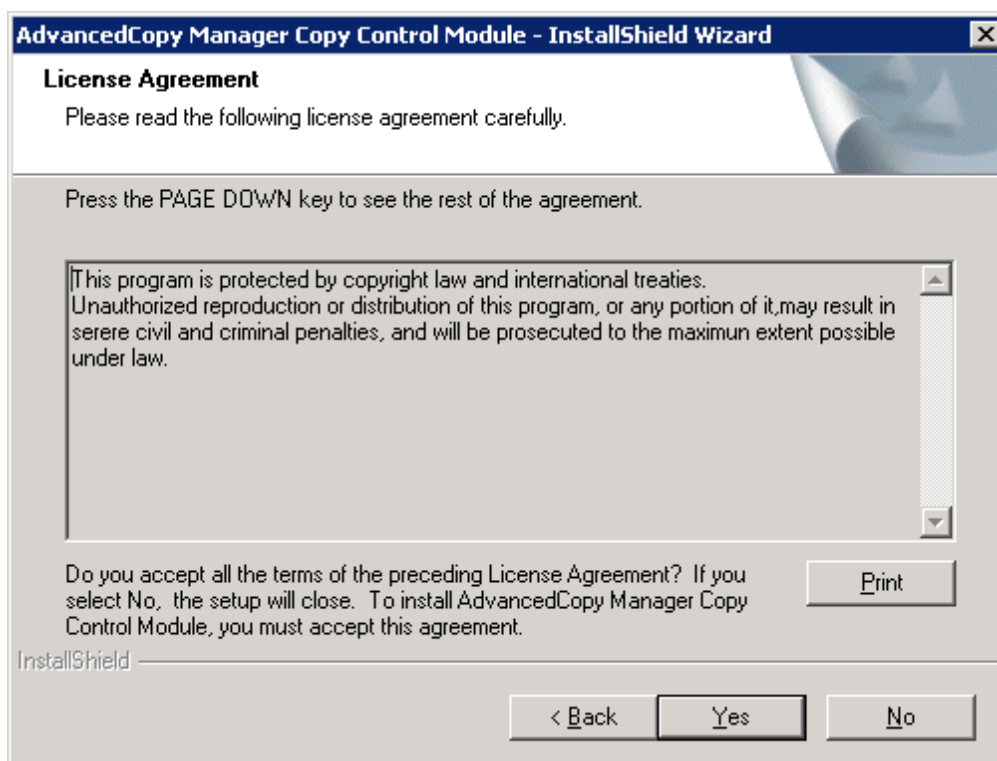 AdvancedCopy Manager Copy Control Module - InstallShield Wizard
License Agreement
Please read the following license agreement carefully.
Press the PAGE DOWN key to see the rest of the agreement.
This program is protected by copyright law and international treaties.
Unauthorized reproduction or distribution of this program, or any portion of it,may result in
serere civil and criminal penalties, and will be prosecuted to the maximun extent possible
under law.
Do you accept all the terms of the preceding License Agreement? If you
select No, the setup will close. To install AdvancedCopy Manager Copy
Control Module, you must accept this agreement.
Print
InstallShield
< Back
Yes
No